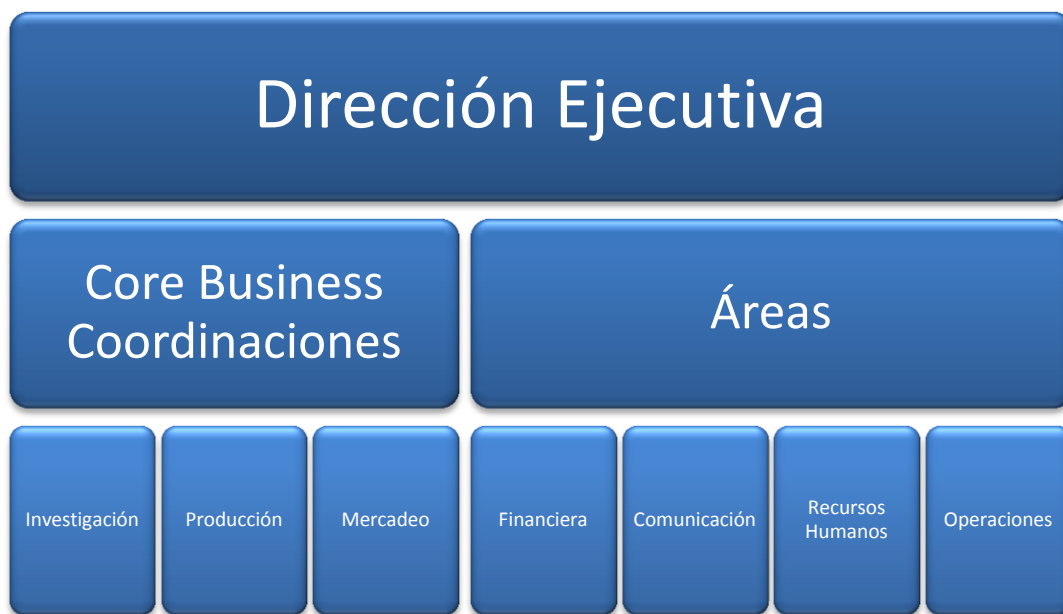 Dirección Ejecutiva
Core Business
Coordinaciones
Áreas
Investigación
Producción
Mercadeo
Financiera
Comunicación
Recursos
Humanos
Operaciones